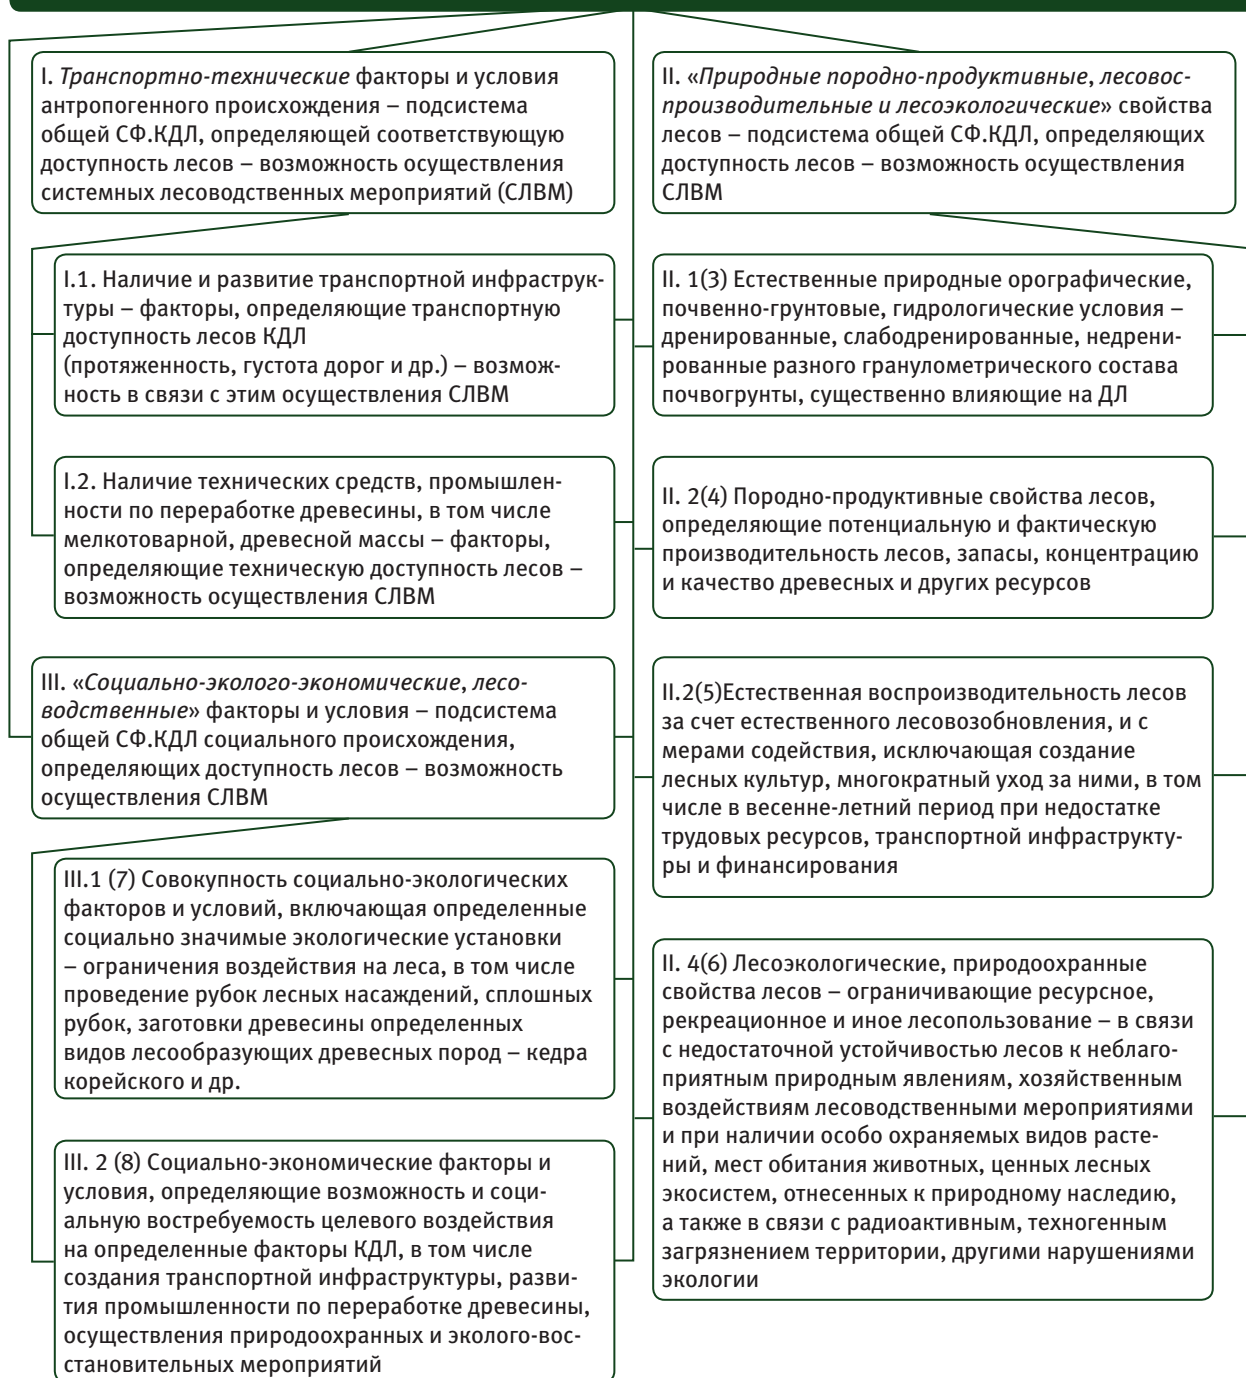 I. Транспортно-технические факторы и условия
антропогенного происхождения – подсистема
общей СФ.КДЛ, определяющей соответствующую
доступность лесов – возможность осуществления
системных лесоводственных мероприятий (СЛВМ)
I.1. Наличие и развитие транспортной инфраструк-
туры – факторы, определяющие транспортную
доступность лесов КДЛ
(протяженность, густота дорог и др.) – возмож-
ность в связи с этим осуществления СЛВМ
I.2. Наличие технических средств, промышлен-
ности по переработке древесины, в том числе
мелкотоварной, древесной массы – факторы,
определяющие техническую доступность лесов –
возможность осуществления СЛВМ
III. «Социально-эколого-экономические, лесо-
водственные» факторы и условия – подсистема
общей СФ.КДЛ социального происхождения,
определяющих доступность лесов – возможность
осуществления СЛВМ
III.1 (7) Совокупность социально-экологических
факторов и условий, включающая определенные
социально значимые экологические установки
– ограничения воздействия на леса, в том числе
проведение рубок лесных насаждений, сплошных
рубок, заготовки древесины определенных
видов лесообразующих древесных пород – кедра
корейского и др.
III. 2 (8) Социально-экономические факторы и
условия, определяющие возможность и соци-
альную востребуемость целевого воздействия
на определенные факторы КДЛ, в том числе
создания транспортной инфраструктуры, разви-
тия промышленности по переработке древесины,
осуществления природоохранных и эколого-вос-
становительных мероприятий
II. «Природные породно-продуктивные, лесовос-
производительные и лесоэкологические» свойства
лесов – подсистема общей СФ.КДЛ, определяющих
доступность лесов – возможность осуществления
СЛВМ
II. 1(3) Естественные природные орографические,
почвенно-грунтовые, гидрологические условия –
дренированные, слабодренированные, недрени-
рованные разного гранулометрического состава
почвогрунты, существенно влияющие на ДЛ
II. 2(4) Породно-продуктивные свойства лесов,
определяющие потенциальную и фактическую
производительность лесов, запасы, концентрацию
и качество древесных и других ресурсов
II.2(5)Естественная воспроизводительность лесов
за счет естественного лесовозобновления, и с
мерами содействия, исключающая создание
лесных культур, многократный уход за ними, в том
числе в весенне-летний период при недостатке
трудовых ресурсов, транспортной инфраструкту-
ры и финансирования
II. 4(6) Лесоэкологические, природоохранные
свойства лесов – ограничивающие ресурсное,
рекреационное и иное лесопользование – в связи
с недостаточной устойчивостью лесов к неблаго-
приятным природным явлениям, хозяйственным
воздействиям лесоводственными мероприятиями
и при наличии особо охраняемых видов расте-
ний, мест обитания животных, ценных лесных
экосистем, отнесенных к природному наследию,
а также в связи с радиоактивным, техногенным
загрязнением территории, другими нарушениями
экологии